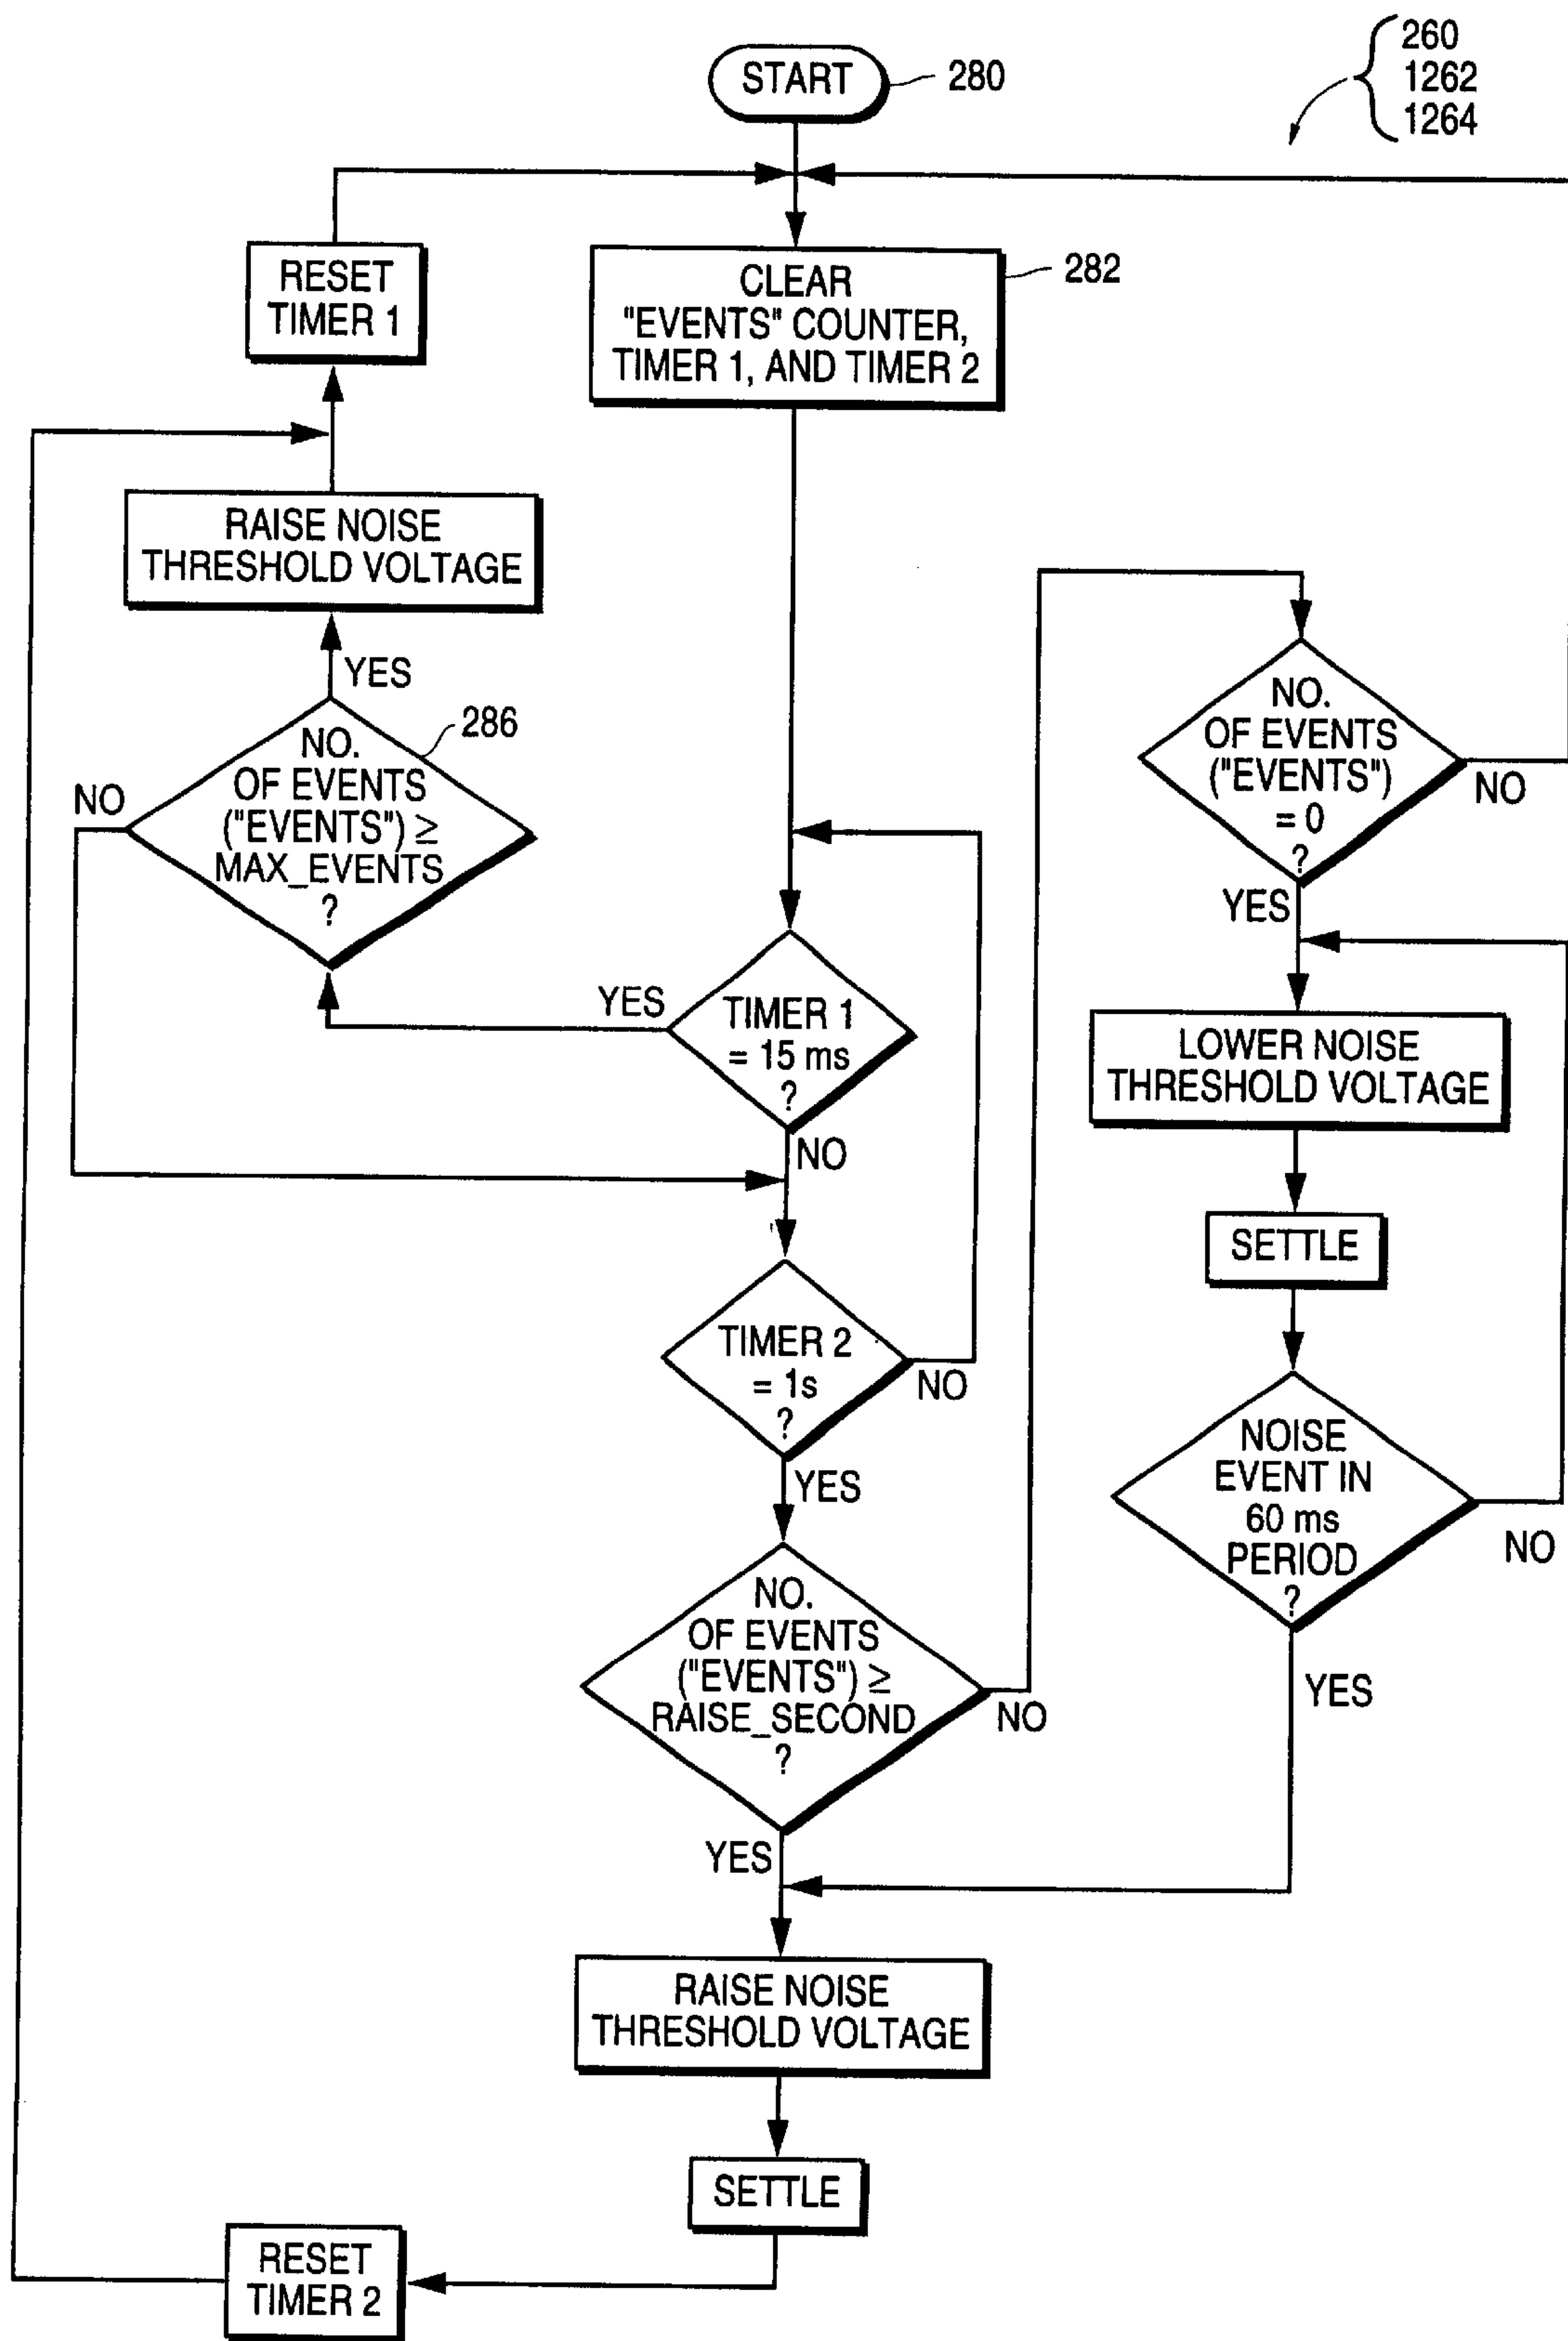 260
1262
1264
START
280
RESET
TIMER 1
CLEAR
"EVENTS" COUNTER,
TIMER 1, AND TIMER 2
282
RAISE NOISE
THRESHOLD VOLTAGE
YES
286
NO.
OF EVENTS
("EVENTS") ≥
MAX_EVENTS
?
NO
NO.
OF EVENTS
("EVENTS")
= 0
?
NO
YES
YES
TIMER 1
= 15 ms
?
NO
LOWER NOISE
THRESHOLD VOLTAGE
SETTLE
TIMER 2
= 1s
?
NO
YES
NOISE
EVENT IN
60 ms
PERIOD
?
NO
YES
NO.
OF EVENTS
("EVENTS") ≥
RAISE_SECOND
?
NO
YES
RAISE NOISE
THRESHOLD VOLTAGE
SETTLE
RESET
TIMER 2